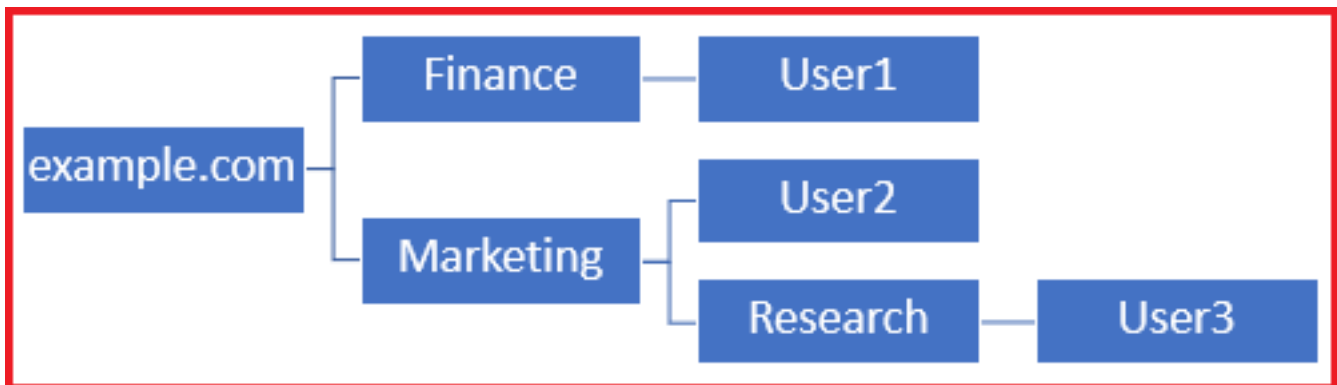 example.com
Finance
User1
Marketing
User2
Research
User3